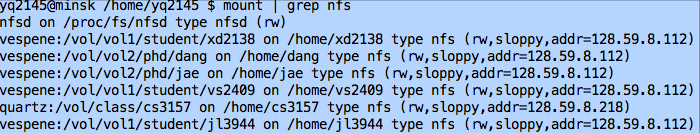 yq2145@minsk /home/yq2145 $ mount | grep nfs
nfsd on /proc/fs/nfsd type nfsd (rw)
vespene:/vol/vol1/student/xd2138 on /home/xd2138 type nfs (rw,sloppy,addr=128.59.8.112)
vespene:/vol/vol2/phd/dang on /home/dang type nfs (rw,sloppy,addr=128.59.8.112)
vespene:/vol/vol2/phd/jae on /home/jae type nfs (rw,sloppy,addr=128.59.8.112)
vespene:/vol/vol1/student/vs2409 on /home/vs2409 type nfs (rw,sloppy,addr=128.59.8.112)
quartz:/vol/class/cs3157 on /home/cs3157 type nfs (rw,sloppy,addr=128.59.8.218)
vespene:/vol/vol1/student/jl3944 on /home/jl3944 type nfs (rw,sloppy,addr=128.59.8.112)